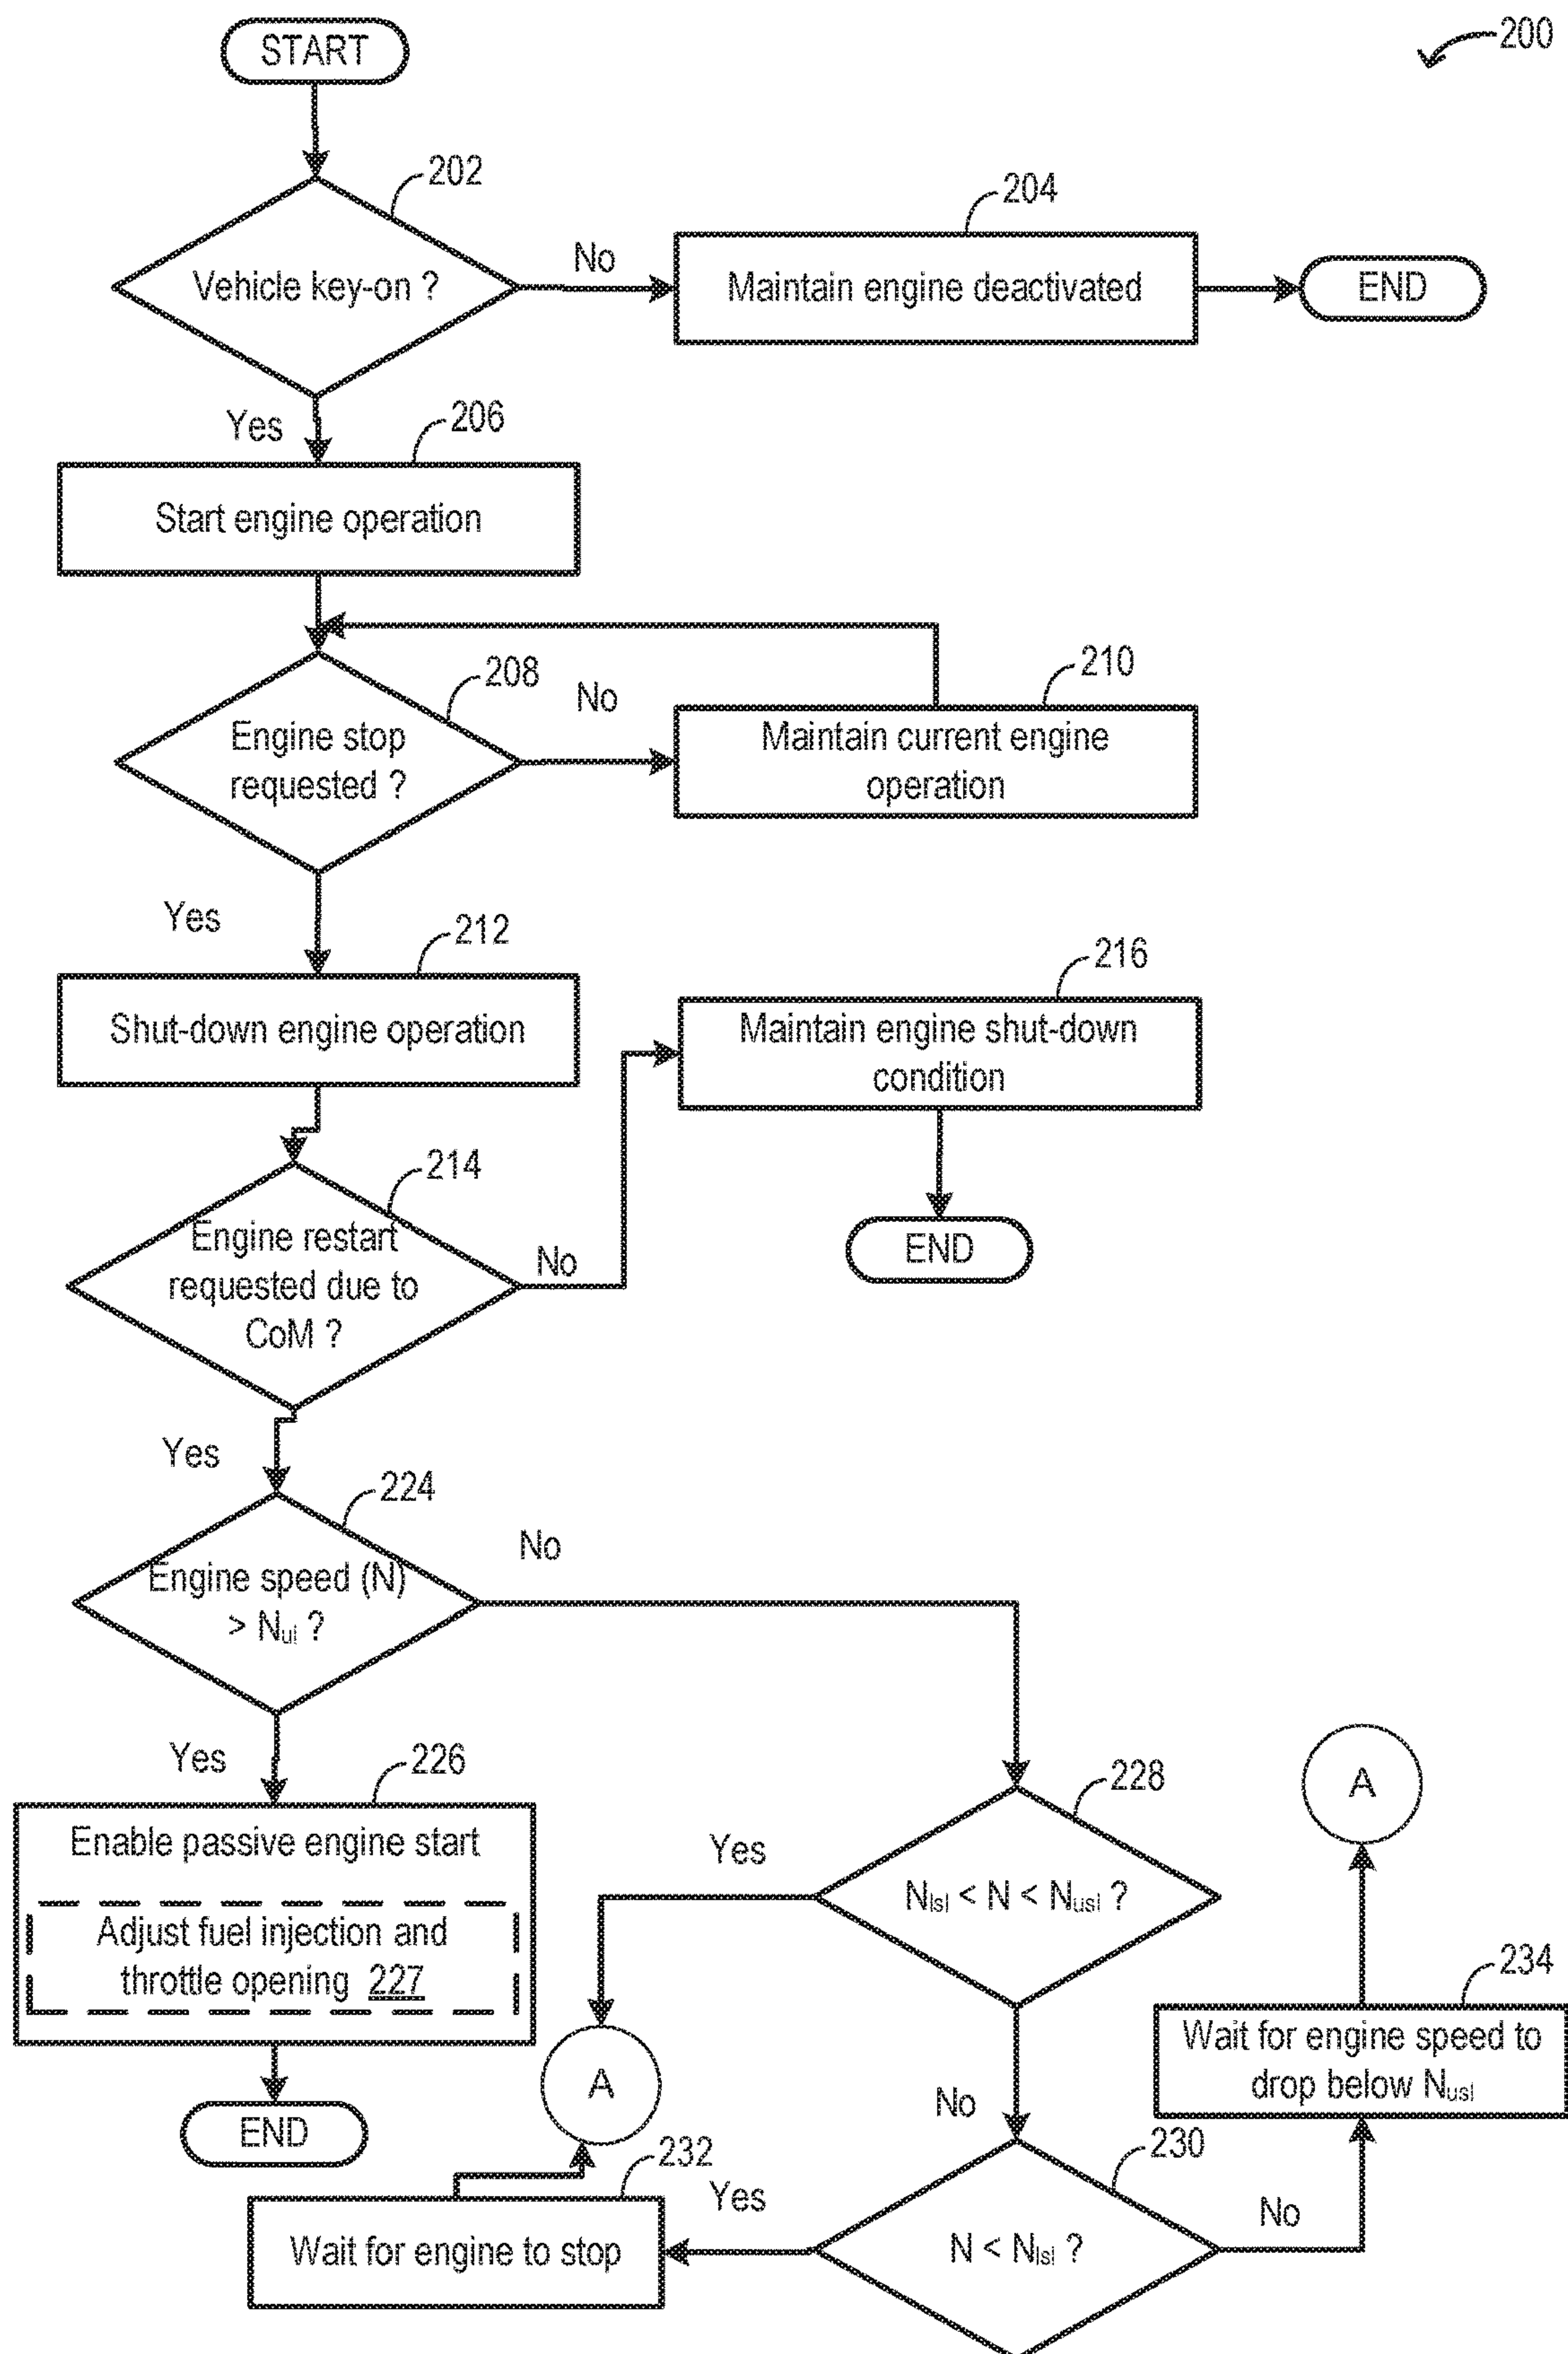 START
200
202
Vehicle key-on ?
No
204
Maintain engine deactivated
END
Yes
206
Start engine operation
208
Engine stop
requested ?
No
210
Maintain current engine
operation
Yes
212
Shut-down engine operation
216
Maintain engine shut-down
condition
END
214
Engine restart
requested due to
CoM ?
No
Yes
224
Engine speed (N)
> Nul ?
No
Yes
226
Enable passive engine start
Adjust fuel injection and
throttle opening 227
END
228
Nlsl < N < Nusl ?
Yes
A
No
A
234
Wait for engine speed to
drop below Nusl
230
N < Nlsl ?
No
Yes
232
Wait for engine to stop